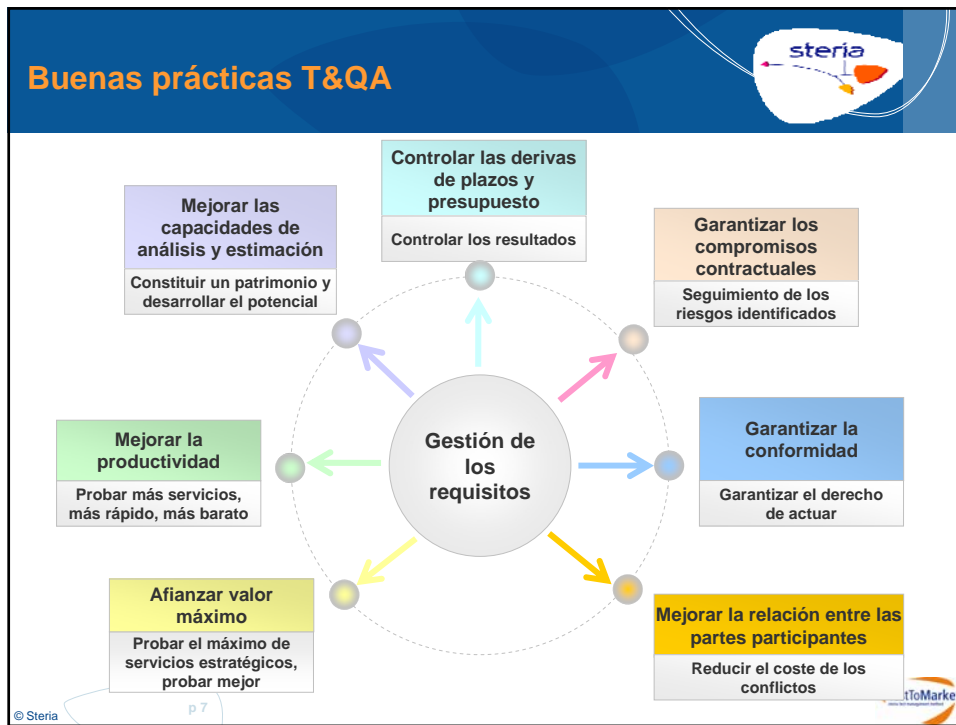 Buenas prácticas T&QA
steria
Controlar las derivas
de plazos y
presupuesto
Controlar los resultados
Mejorar las
capacidades de
análisis y estimación
Constituir un patrimonio y
desarrollar el potencial
Garantizar los
compromisos
contractuales
Seguimiento de los
riesgos identificados
Mejorar la
productividad
Probar más servicios,
más rápido, más barato
Gestión de
los
requisitos
Garantizar la
conformidad
Garantizar el derecho
de actuar
Afianzar valor
máximo
Probar el máximo de
servicios estratégicos,
probar mejor
Mejorar la relación entre las
partes participantes
Reducir el coste de los
conflictos
© Steria
p 7